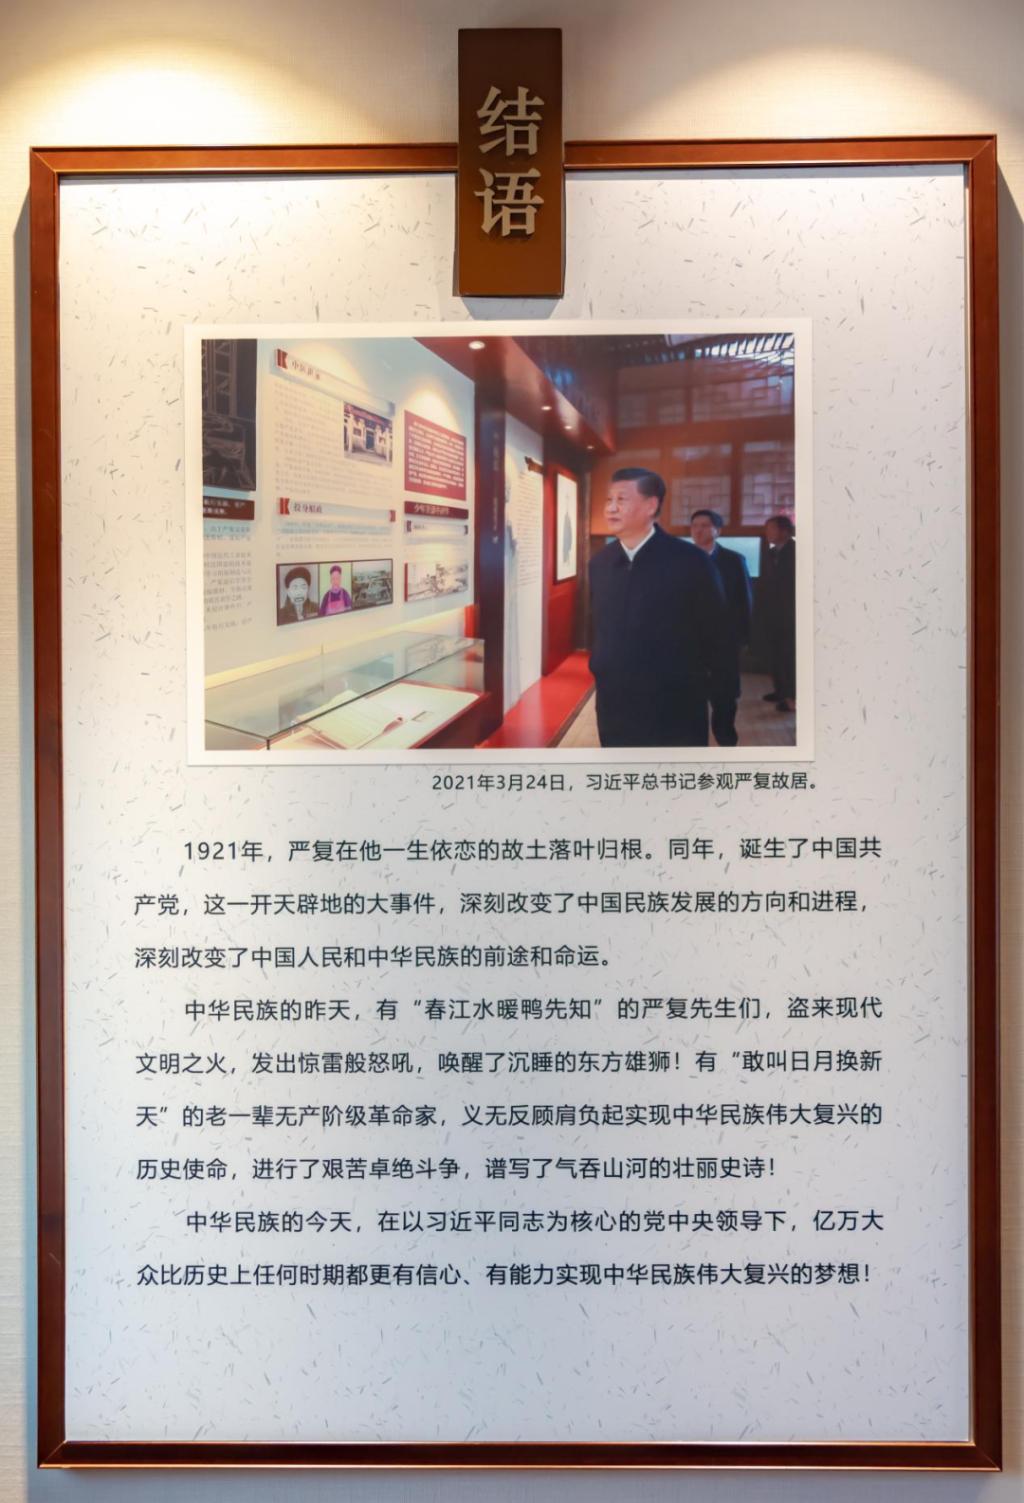 结语
中医世家
投身船政
2021年3月24日，习近平总书记参观严复故居。
1921年，严复在他一生依恋的故土落叶归根。同年，诞生了中国共
产党，这一开天辟地的大事件，深刻改变了中国民族发展的方向和进程，
深刻改变了中国人民和中华民族的前途和命运。
中华民族的昨天，有“春江水暖鸭先知”的严复先生们，盗来现代
文明之火，发出惊雷般怒吼，唤醒了沉睡的东方雄狮！有“敢叫日月换新
天”的老一辈无产阶级革命家，义无反顾肩负起实现中华民族伟大复兴的
历史使命，进行了艰苦卓绝斗争，谱写了气吞山河的壮丽史诗！
中华民族的今天，在以习近平同志为核心的党中央领导下，亿万大
众比历史上任何时期都更有信心、有能力实现中华民族伟大复兴的梦想！